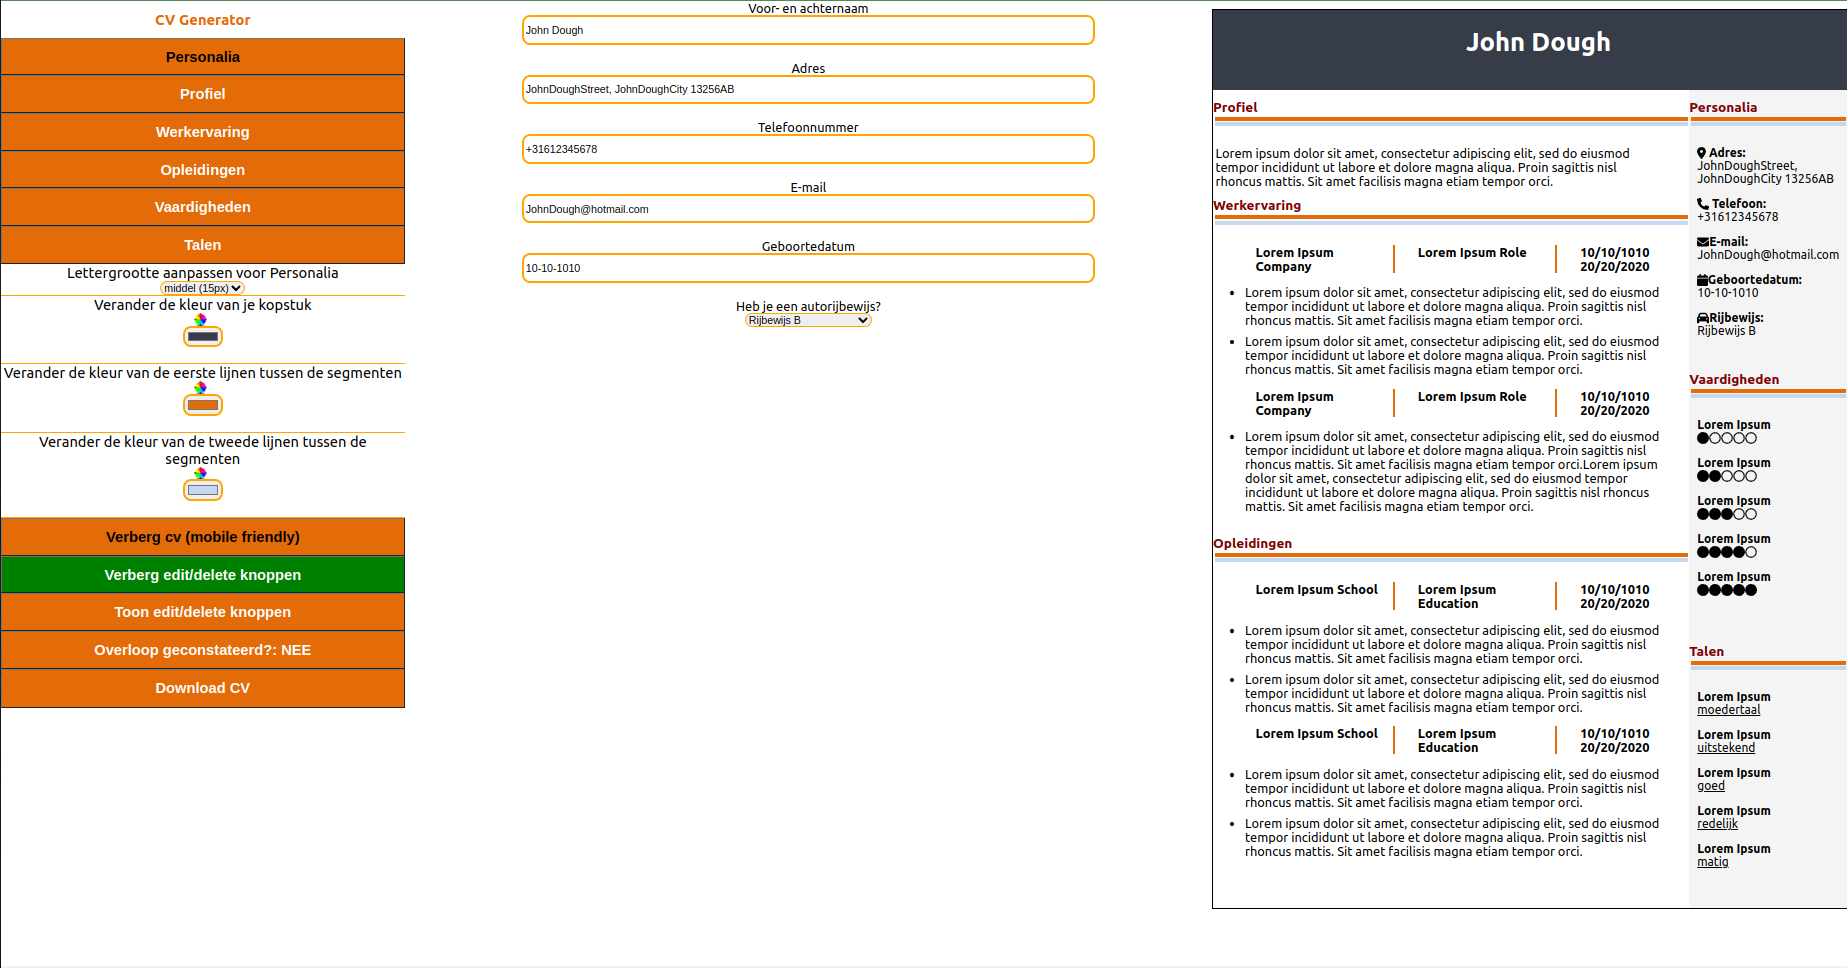 CV Generator
Personalia
Profiel
Werkervaring
Opleidingen
Vaardigheden
Talen
Lettergrootte aanpassen voor Personalia
middel (15px)
Verander de kleur van je kopstuk
Verander de kleur van de eerste lijnen tussen de segmenten
Verander de kleur van de tweede lijnen tussen de
segmenten
Verberg cv (mobile friendly)
Verberg edit/delete knoppen
Toon edit/delete knoppen
Overloop geconstateerd?: NEE
Download CV
Voor- en achternaam
John Dough
Adres
JohnDoughStreet, JohnDoughCity 13256AB
Telefoonnummer
+31612345678
E-mail
JohnDough@hotmail.com
Geboortedatum
10-10-1010
Heb je een autorijbewijs?
Rijbewijs B
John Dough
Profiel
Lorem ipsum dolor sit amet, consectetur adipiscing elit, sed do eiusmod
tempor incididunt ut labore et dolore magna aliqua. Proin sagittis nisl
rhoncus mattis. Sit amet facilisis magna etiam tempor orci.
Werkervaring
Lorem Ipsum Lorem Ipsum Role 10/10/1010
Company 20/20/2020
• Lorem ipsum dolor sit amet, consectetur adipiscing elit, sed do eiusmod
tempor incididunt ut labore et dolore magna aliqua. Proin sagittis nisl
rhoncus mattis. Sit amet facilisis magna etiam tempor orci.
• Lorem ipsum dolor sit amet, consectetur adipiscing elit, sed do eiusmod
tempor incididunt ut labore et dolore magna aliqua. Proin sagittis nisl
rhoncus mattis. Sit amet facilisis magna etiam tempor orci.
Lorem Ipsum Lorem Ipsum Role 10/10/1010
Company 20/20/2020
• Lorem ipsum dolor sit amet, consectetur adipiscing elit, sed do eiusmod
tempor incididunt ut labore et dolore magna aliqua. Proin sagittis nisl
rhoncus mattis. Sit amet facilisis magna etiam tempor orci.Lorem ipsum
dolor sit amet, consectetur adipiscing elit, sed do eiusmod tempor
incididunt ut labore et dolore magna aliqua. Proin sagittis nisl rhoncus
mattis. Sit amet facilisis magna etiam tempor orci.
Opleidingen
Lorem Ipsum School Lorem Ipsum 10/10/1010
Education 20/20/2020
• Lorem ipsum dolor sit amet, consectetur adipiscing elit, sed do eiusmod
tempor incididunt ut labore et dolore magna aliqua. Proin sagittis nisl
rhoncus mattis. Sit amet facilisis magna etiam tempor orci.
• Lorem ipsum dolor sit amet, consectetur adipiscing elit, sed do eiusmod
tempor incididunt ut labore et dolore magna aliqua. Proin sagittis nisl
rhoncus mattis. Sit amet facilisis magna etiam tempor orci.
Lorem Ipsum School Lorem Ipsum 10/10/1010
Education 20/20/2020
• Lorem ipsum dolor sit amet, consectetur adipiscing elit, sed do eiusmod
tempor incididunt ut labore et dolore magna aliqua. Proin sagittis nisl
rhoncus mattis. Sit amet facilisis magna etiam tempor orci.
• Lorem ipsum dolor sit amet, consectetur adipiscing elit, sed do eiusmod
tempor incididunt ut labore et dolore magna aliqua. Proin sagittis nisl
rhoncus mattis. Sit amet facilisis magna etiam tempor orci.
Personalia
Adres:
JohnDoughStreet,
JohnDoughCity 13256AB
Telefoon:
+31612345678
E-mail:
JohnDough@hotmail.com
Geboortedatum:
10-10-1010
Rijbewijs:
Rijbewijs B
Vaardigheden
Lorem Ipsum
Lorem Ipsum
Lorem Ipsum
Lorem Ipsum
Lorem Ipsum
Talen
Lorem Ipsum
moedertaal
Lorem Ipsum
uitstekend
Lorem Ipsum
goed
Lorem Ipsum
redelijk
Lorem Ipsum
matig